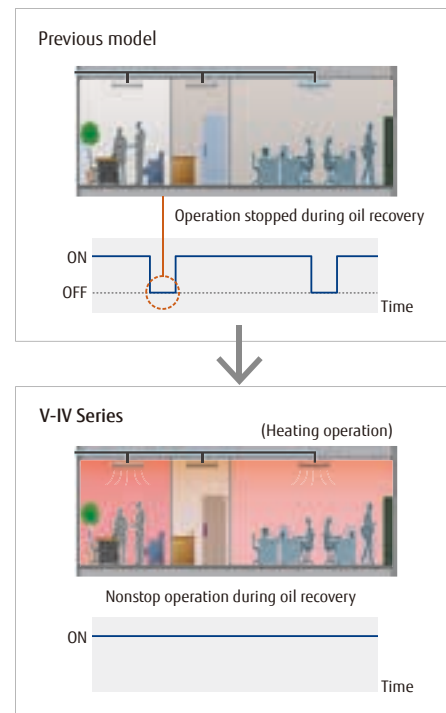 Previous model
Operation stopped during oil recovery
ON
OFF
Time
V-IV Series
(Heating operation)
Nonstop operation during oil recovery
ON
Time